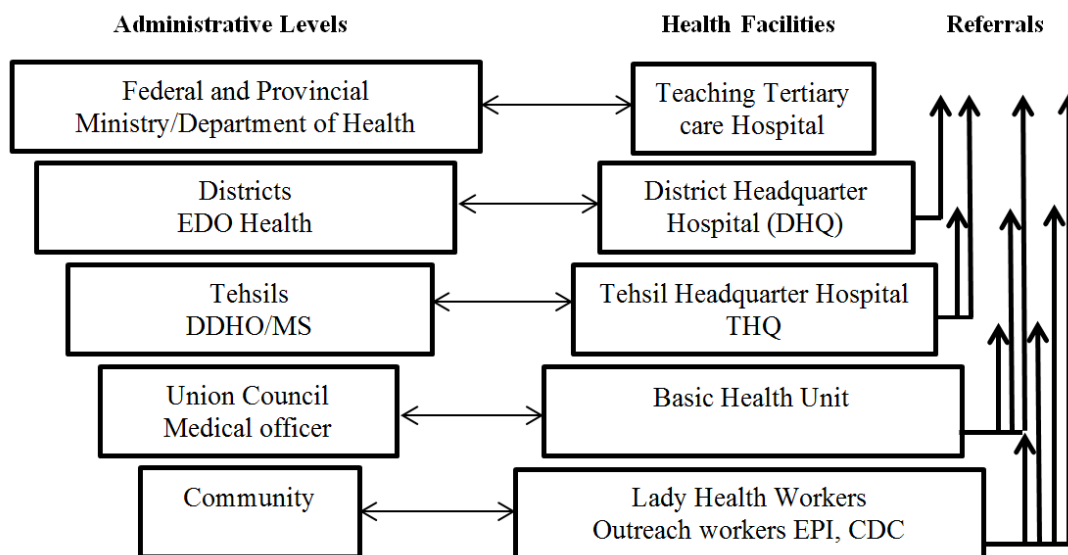 Administrative Levels
Health Facilities
Referrals
Federal and Provincial
Ministry/Department of Health
Teaching Tertiary
care Hospital
Districts
EDO Health
District Headquarter
Hospital (DHQ)
Tehsils
DDHO/MS
Tehsil Headquarter Hospital
THQ
Union Council
Medical officer
Basic Health Unit
Community
Lady Health Workers
Outreach workers EPI, CDC